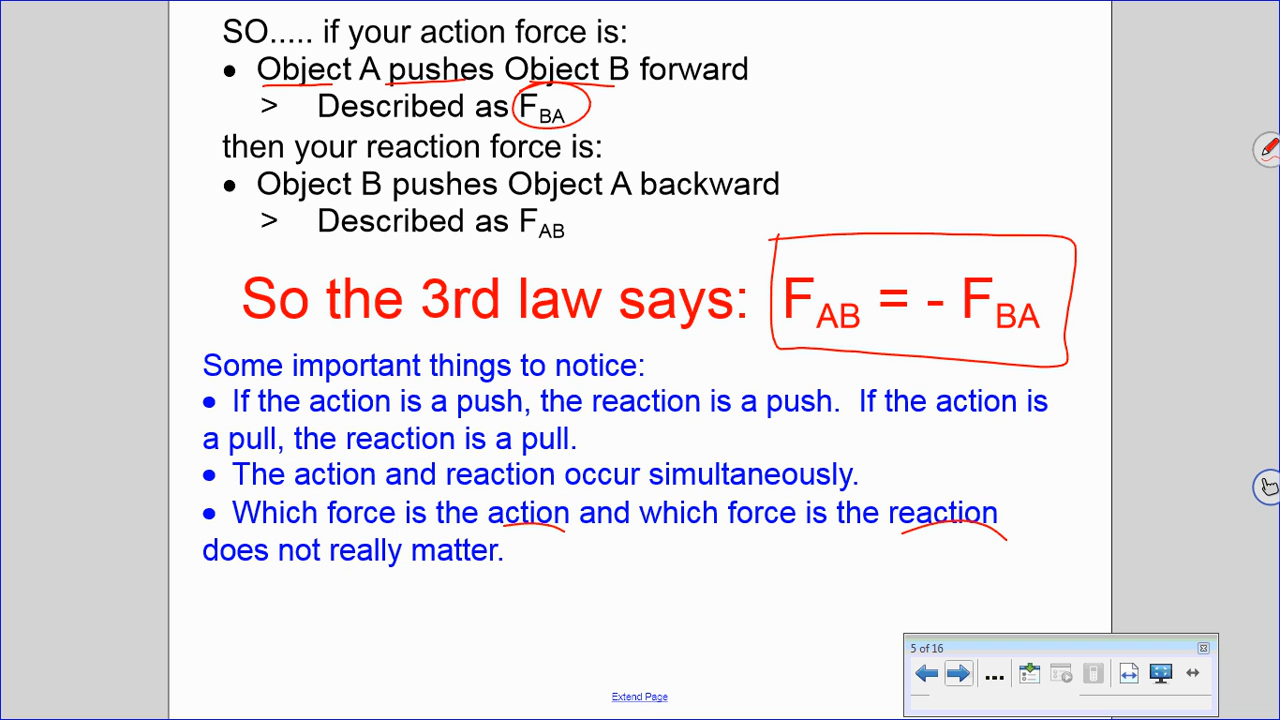 SO..... if your action force is:
• Object A pushes Object B forward
> Described as F_BA
then your reaction force is:
• Object B pushes Object A backward
> Described as F_AB
So the 3rd law says: F_AB = - F_BA
Some important things to notice:
• If the action is a push, the reaction is a push. If the action is
a pull, the reaction is a pull.
• The action and reaction occur simultaneously.
• Which force is the action and which force is the reaction
does not really matter.
5 of 16
...
Extend Page